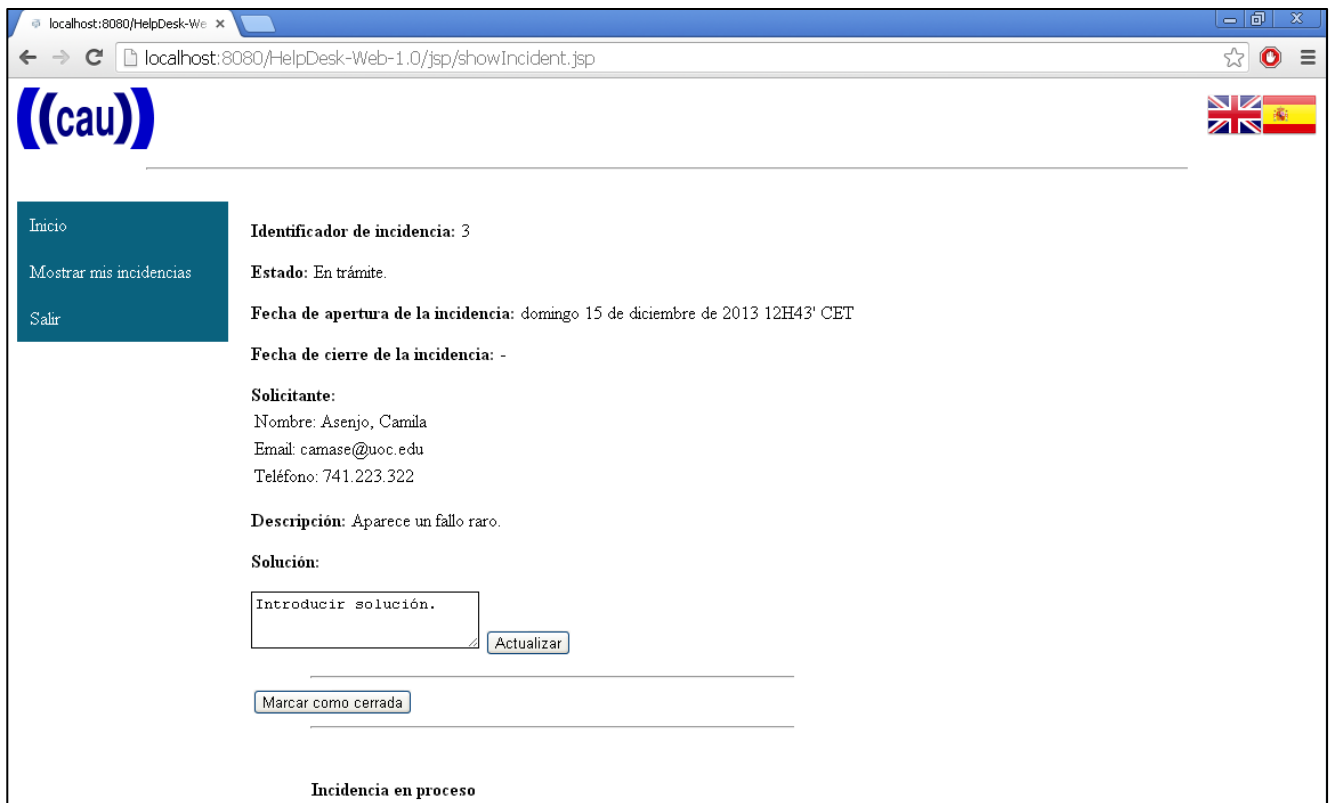 localhost:8080/HelpDesk-We
localhost:8080/HelpDesk-Web-1.0/jsp/showIncident.jsp
((cau))
Inicio
Mostrar mis incidencias
Salir
Identificador de incidencia: 3
Estado: En trámite.
Fecha de apertura de la incidencia: domingo 15 de diciembre de 2013 12H43' CET
Fecha de cierre de la incidencia: -
Solicitante:
Nombre: Asenjo, Camila
Email: camase@uoc.edu
Teléfono: 741.223.322
Descripción: Aparece un fallo raro.
Solución:
Introducir solución.
Actualizar
Marcar como cerrada
Incidencia en proceso